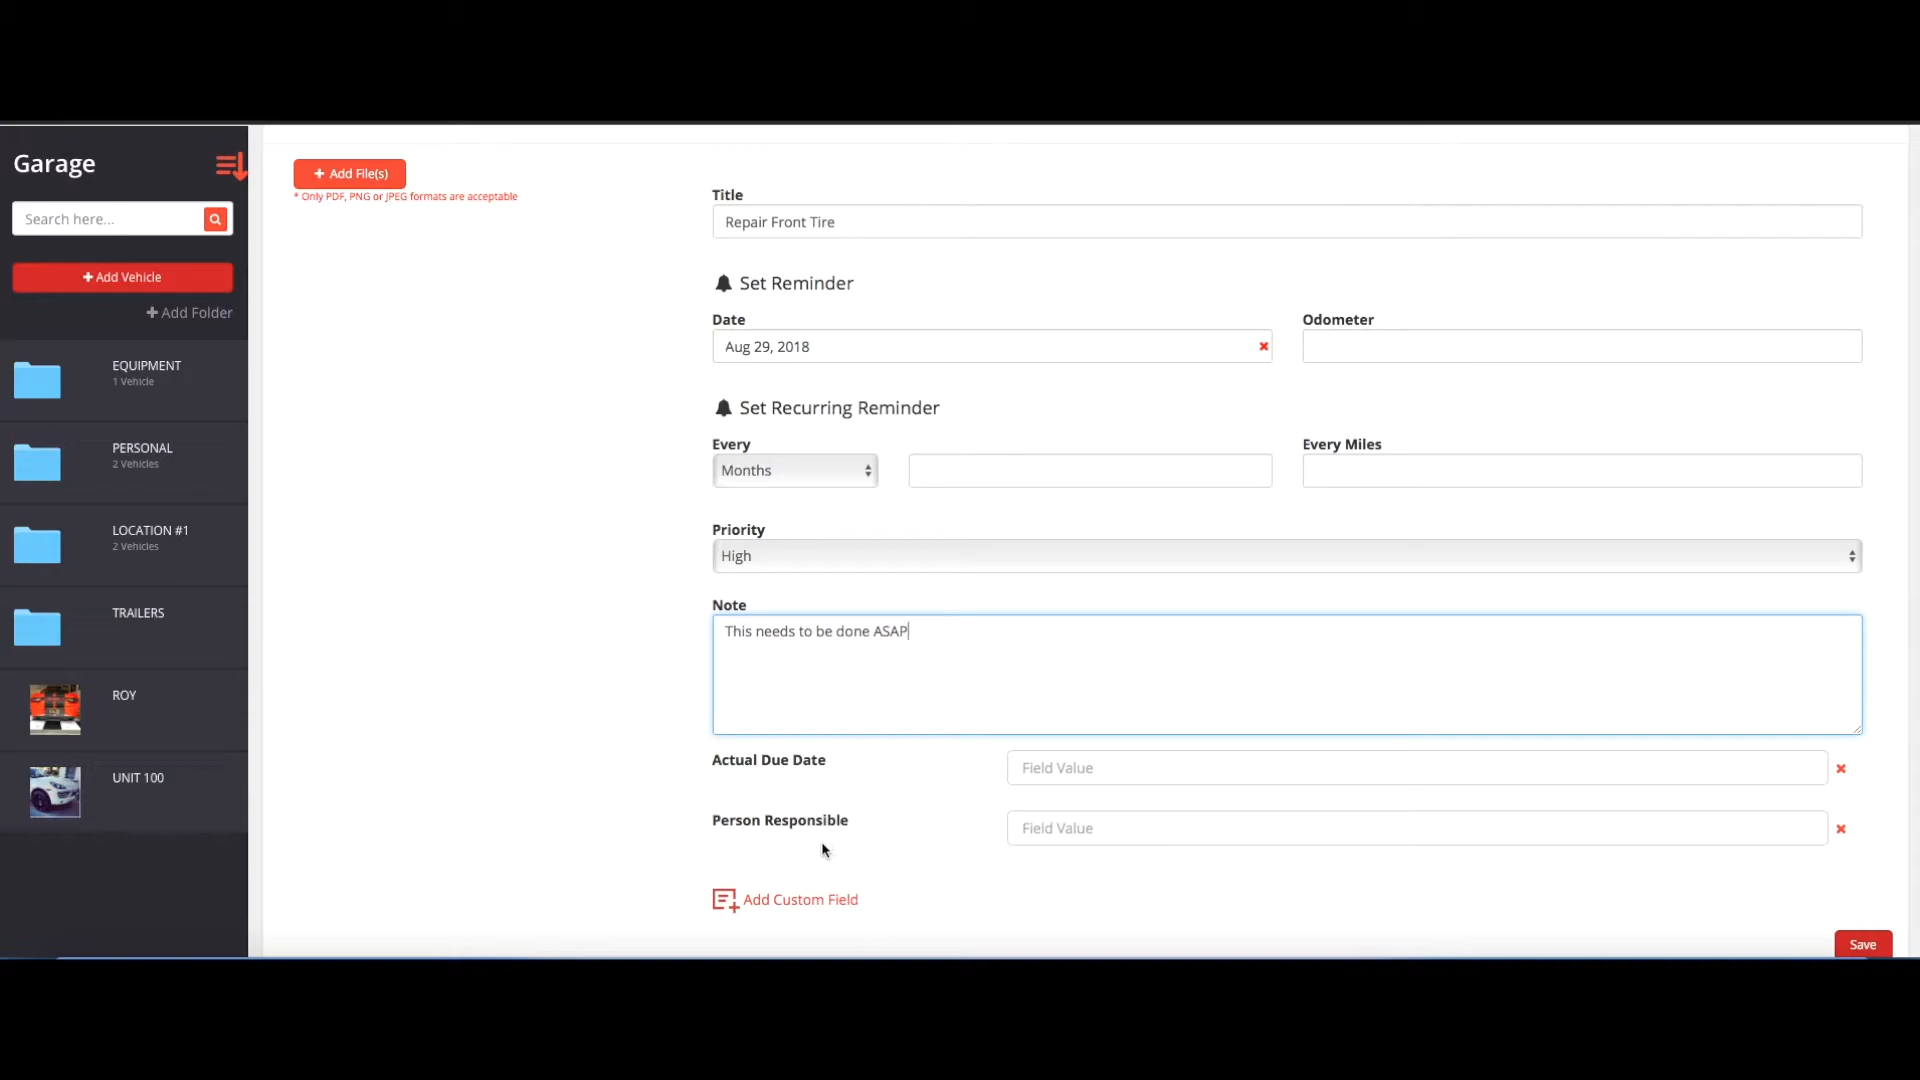 Garage
Search here...
Add Vehicle
Add Folder
EQUIPMENT
1 Vehicle
PERSONAL
2 Vehicles
LOCATION #1
2 Vehicles
TRAILERS
ROY
UNIT 100
+ Add File(s)
* Only PDF, PNG or JPEG formats are acceptable
Title
Repair Front Tire
Set Reminder
Date
Odometer
Aug 29, 2018
Set Recurring Reminder
Every
Every Miles
Months
Priority
High
Note
This needs to be done ASAP
Actual Due Date
Field Value
Person Responsible
Field Value
Add Custom Field
Save